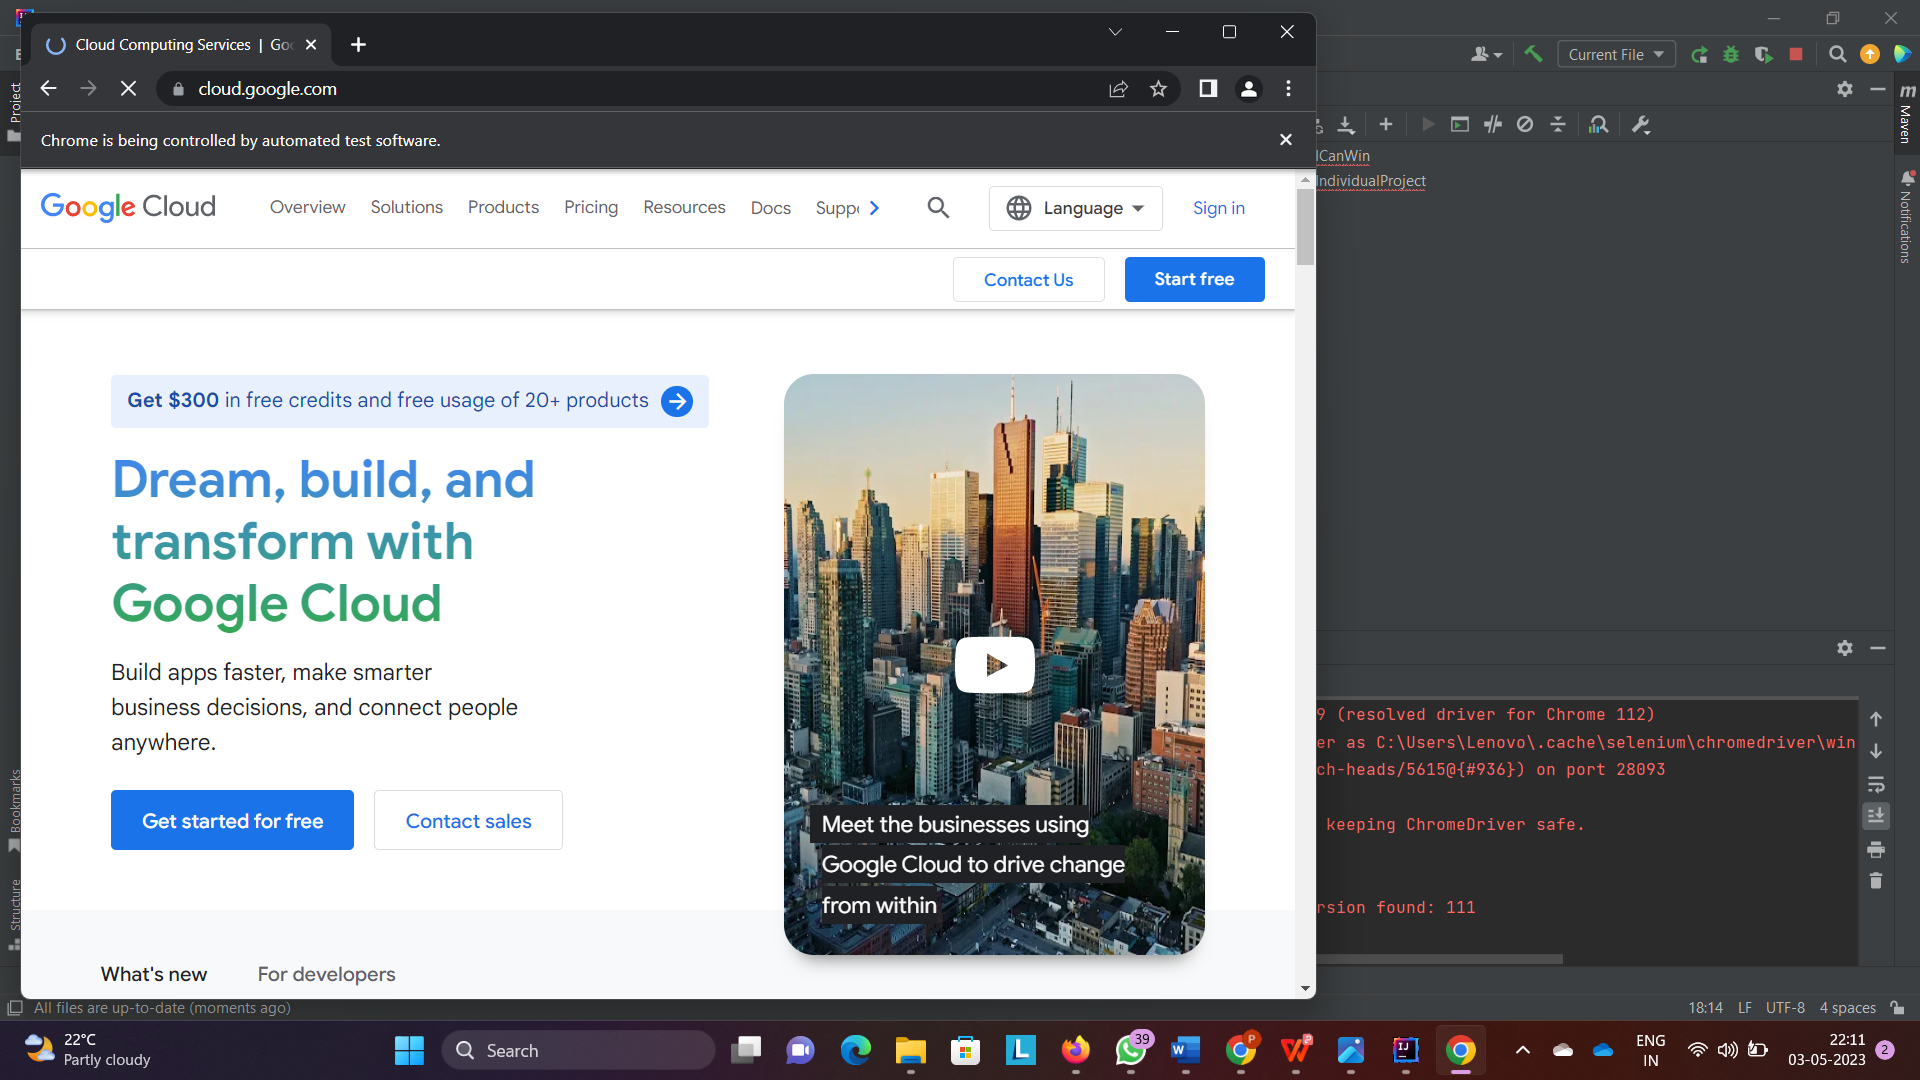 Cloud Computing Services | Goo
cloud.google.com
Chrome is being controlled by automated test software.
Google Cloud
Overview
Solutions
Products
Pricing
Resources
Docs
Suppo
Language
Sign in
Contact Us
Start free
Get $300 in free credits and free usage of 20+ products
Dream, build, and
transform with
Google Cloud
Build apps faster, make smarter
business decisions, and connect people
anywhere.
Get started for free
Contact sales
Meet the businesses using
Google Cloud to drive change
from within
What's new
For developers
Project
Bookmarks
Structure
Current File
ICanWin
IndividualProject
Maven
Notifications
9 (resolved driver for Chrome 112)
er as C:\Users\Lenovo\.cache\selenium\chromedriver\win
ch-heads/5615@{#936}) on port 28093
keeping ChromeDriver safe.
rsion found: 111
All files are up-to-date (moments ago)
18:14
LF
UTF-8
4 spaces
22°C
Partly cloudy
Search
39
ENG
IN
22:11
03-05-2023
2